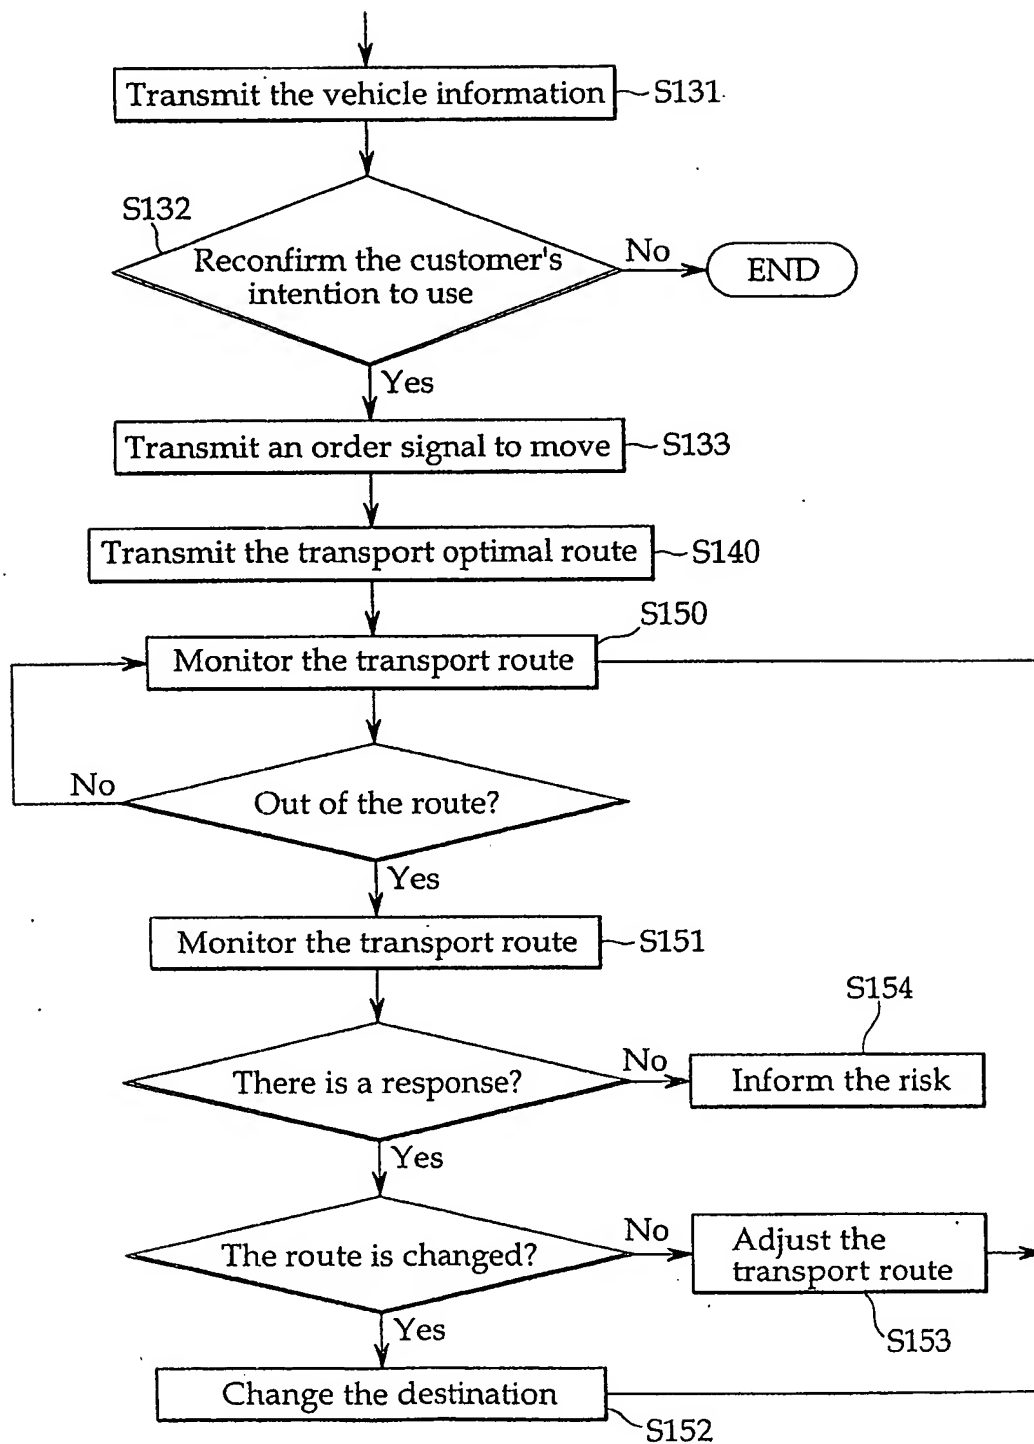 Transmit the vehicle information
S131
S132
Reconfirm the customer's
intention to use
No
END
Yes
Transmit an order signal to move
S133
Transmit the transport optimal route
S140
S150
Monitor the transport route
No
Out of the route?
Yes
Monitor the transport route
S151
S154
There is a response?
No
Inform the risk
Yes
The route is changed?
No
Adjust the
transport route
S153
Yes
Change the destination
S152